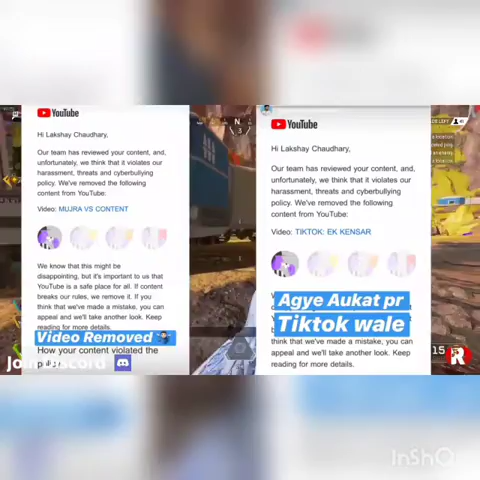 YouTube
Hi Lakshay Chaudhary,
Our team has reviewed your content, and,
unfortunately, we think that it violates our
harassment, threats and cyberbullying
policy. We've removed the following
content from YouTube:
Video: MUJRA VS CONTENT
We know that this might be
disappointing, but it's important to us that
YouTube is a safe place for all. If content
breaks our rules, we remove it. If you
think that we've made a mistake, you can
appeal and we'll take another look. Keep
reading for more details.
Video Removed
How your content violated the
Join Discord
N
3
YouTube
Hi Lakshay Chaudhary,
Our team has reviewed your content, and,
unfortunately, we think that it violates our
harassment, threats and cyberbullying
policy. We've removed the following
content from YouTube:
Video: TIKTOK: EK KENSAR
Agye Aukat pr
Tiktok wale
think that we've made a mistake, you can
appeal and we'll take another look. Keep
reading for more details.
15
R
InShO